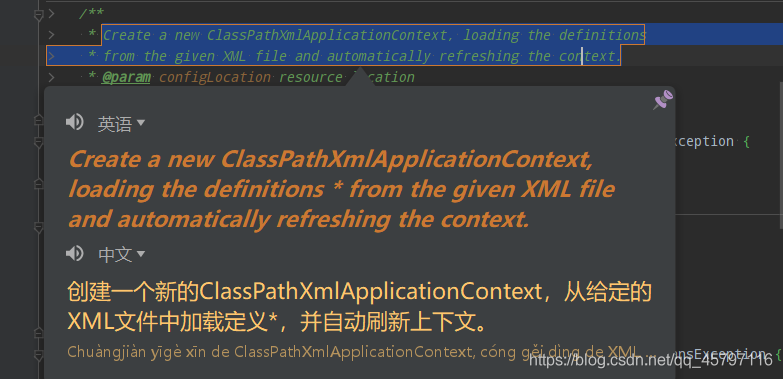 /**
* Create a new ClassPathXmlApplicationContext, loading the definitions
* from the given XML file and automatically refreshing the context.
* @param configLocation resource location
英语
xception {
Create a new ClassPathXmlApplicationContext,
loading the definitions * from the given XML file
and automatically refreshing the context.
中文
创建一个新的ClassPathXmlApplicationContext，从给定的
XML文件中加载定义*，并自动刷新上下文。
Chuàngjiàn yīgè xīn de ClassPathXmlApplicationContext, cóng gěi dìng de XML ...
nsException {
https://blog.csdn.net/qq_45797116